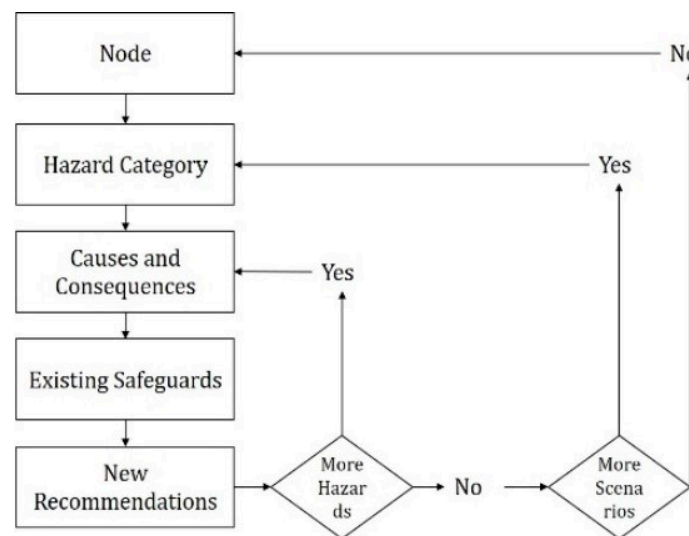 Node
No
Hazard Category
Yes
Causes and
Consequences
Yes
Existing Safeguards
New
Recommendations
More
Hazar
ds
No
More
Scena
rios